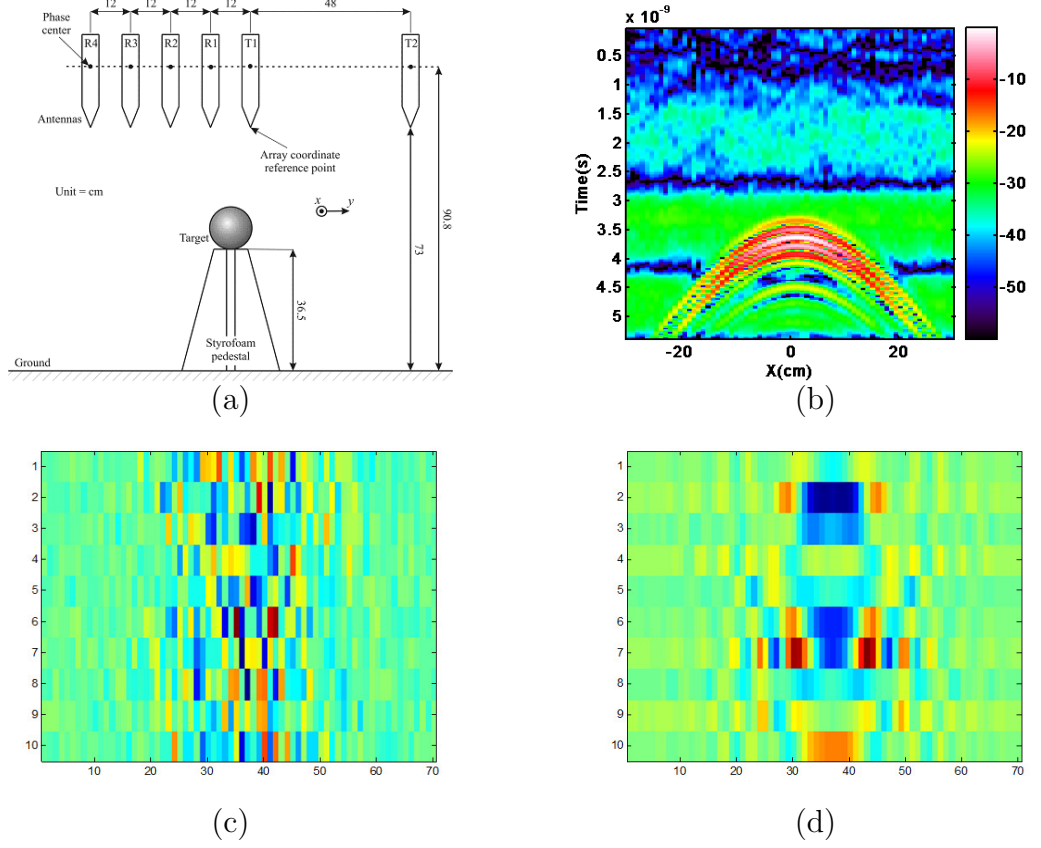 12 12 12 12 48
Phase center
R4 R3 R2 R1 T1 T2
Antennas
Array coordinate reference point
Unit = cm
x
y
Target
90.8
73
36.5
Styrofoam pedestal
Ground
(a)
x 10⁻⁹
0.5
1
1.5
2
2.5
3
3.5
4
4.5
5
Time(s)
-20 0 20
X(cm)
-10
-20
-30
-40
-50
(b)
1
2
3
4
5
6
7
8
9
10
10 20 30 40 50 60 70
(c)
1
2
3
4
5
6
7
8
9
10
10 20 30 40 50 60 70
(d)